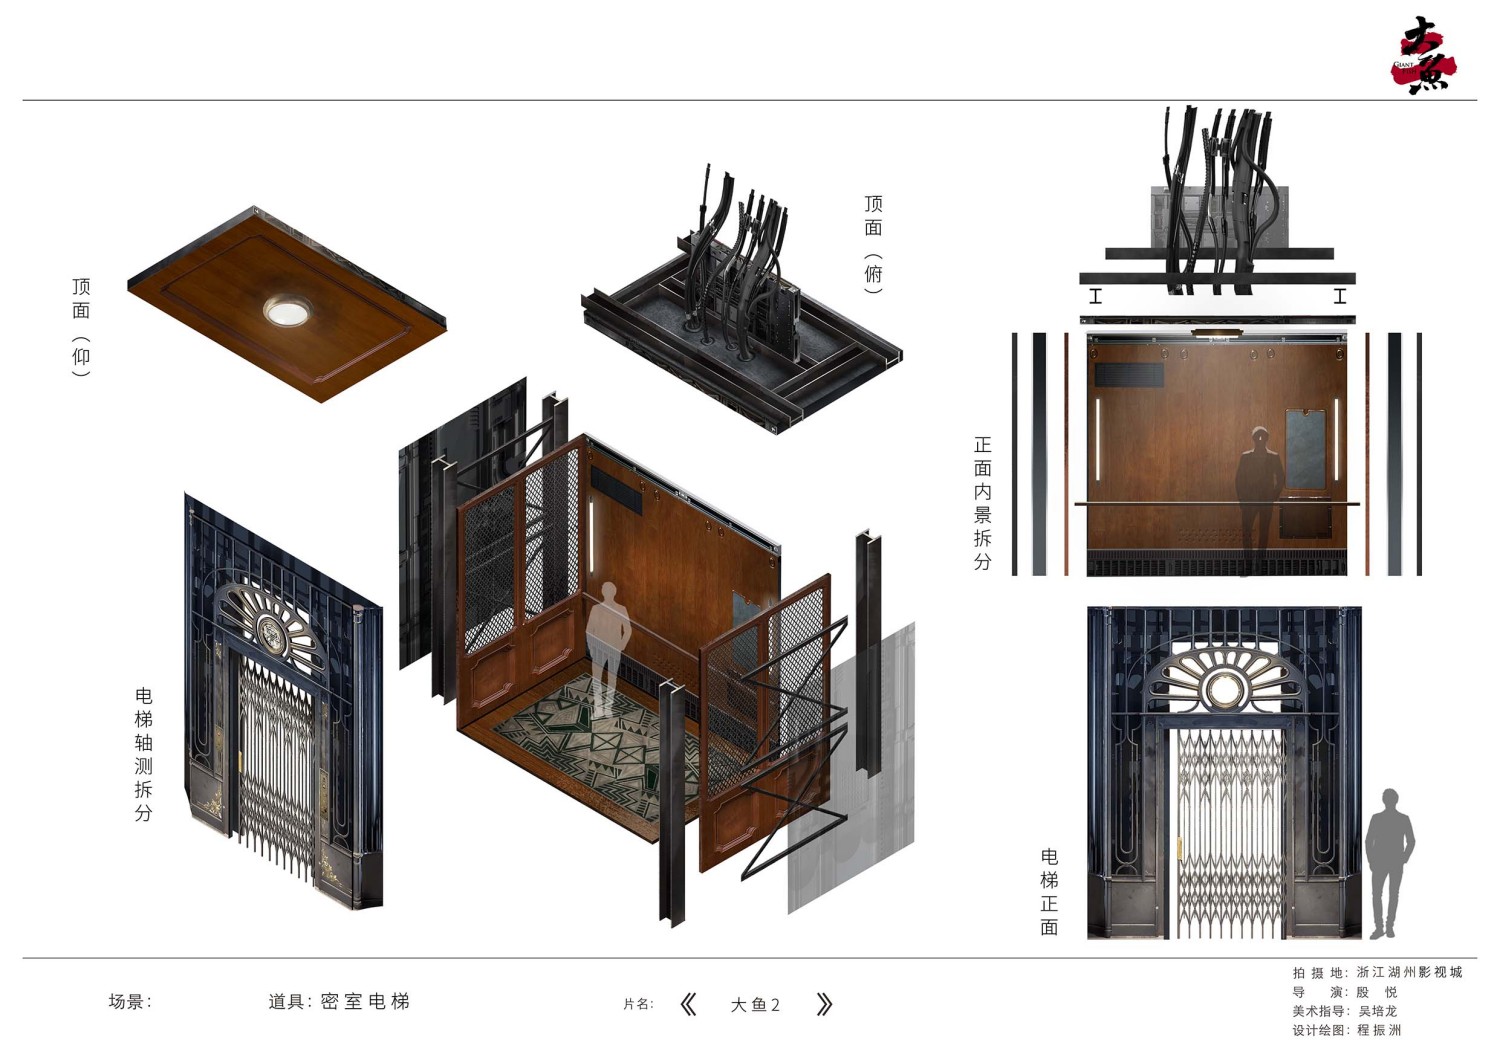 大魚
GIANT
FISH
顶面（仰）
顶面（俯）
正面内景拆分
电梯轴测拆分
电梯正面
场景：
道具：密室电梯
片名：《 大鱼2 》
拍摄地：浙江湖州影视城
导 演：殷 悦
美术指导：吴培龙
设计绘图：程振洲